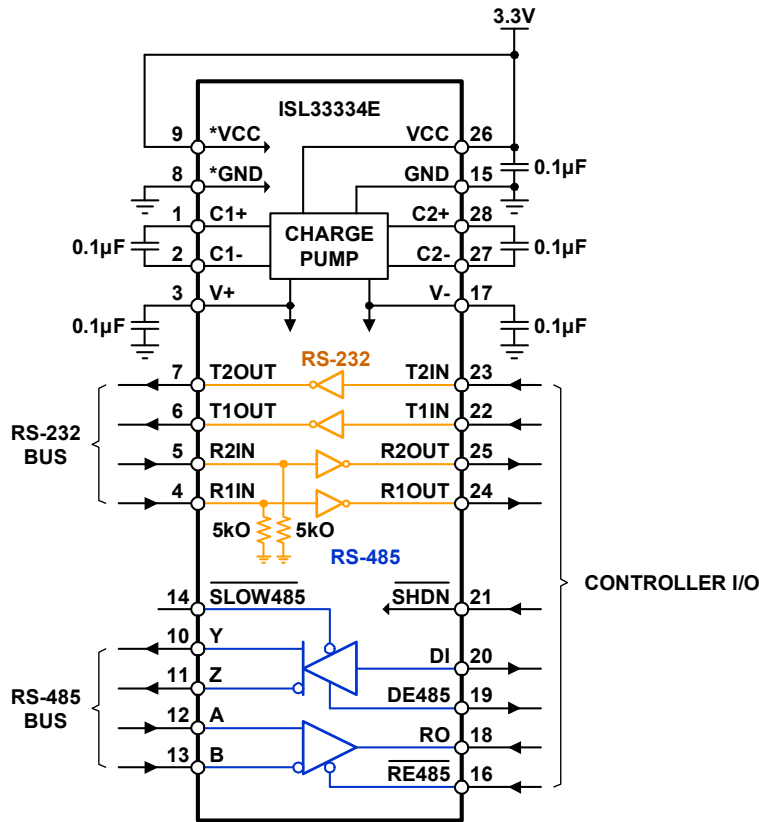 3.3V
ISL33334E
9 *VCC VCC 26
0.1µF
8 *GND GND 15
1 C1+ C2+ 28
0.1µF CHARGE PUMP 0.1µF
2 C1- C2- 27
3 V+ V- 17
0.1µF 0.1µF
RS-232
7 T2OUT T2IN 23
6 T1OUT T1IN 22
RS-232 BUS
5 R2IN R2OUT 25
4 R1IN R1OUT 24
5kO 5kO
RS-485
CONTROLLER I/O
14 SLOW485 SHDN 21
10 Y DI 20
11 Z DE485 19
RS-485 BUS
12 A RO 18
13 B RE485 16